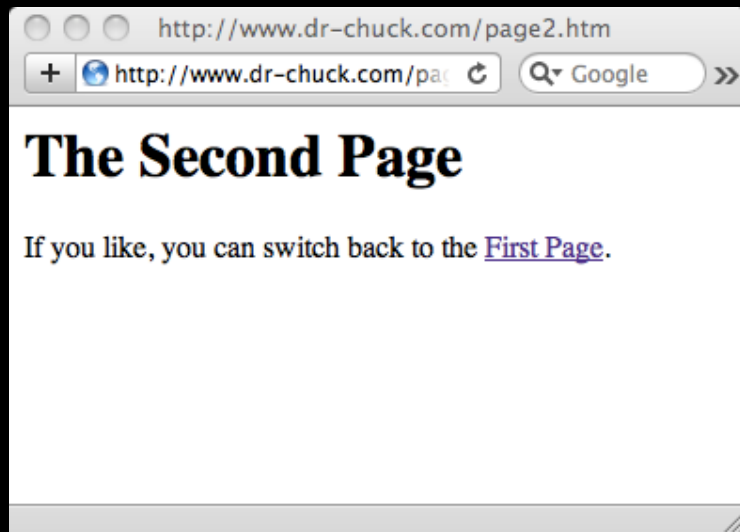 http://www.dr-chuck.com/page2.htm
http://www.dr-chuck.com/pag Google
The Second Page
If you like, you can switch back to the First Page.